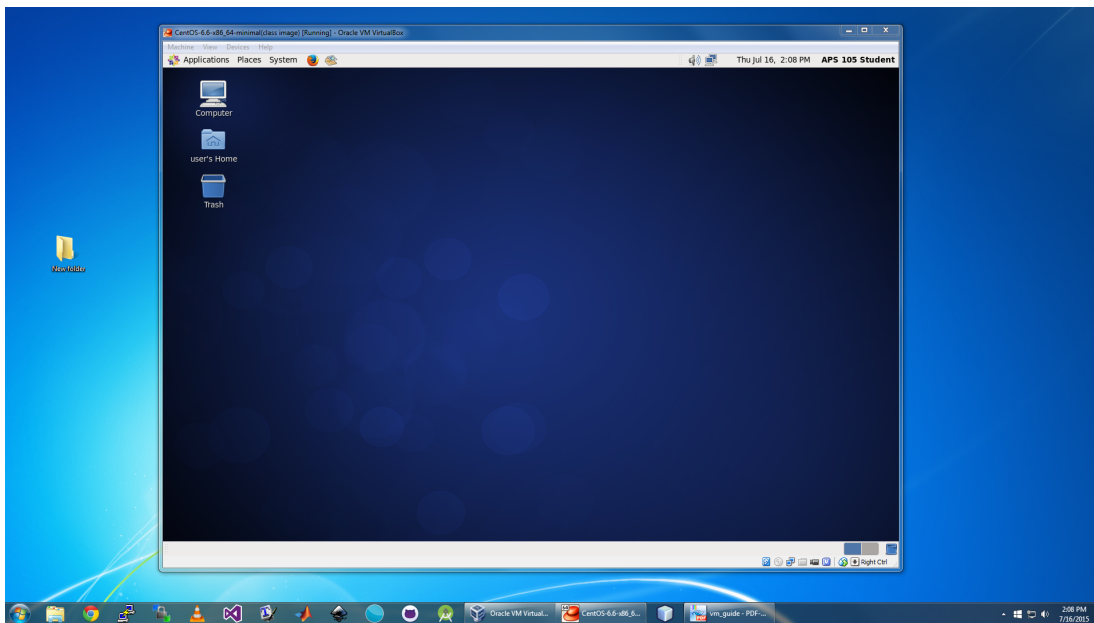 CentOS-6.6-x86_64-minimal(class image) [Running] - Oracle VM VirtualBox
Machine View Devices Help
Applications Places System
Thu Jul 16, 2:08 PM APS 105 Student
Computer
user's Home
Trash
New folder
Right Ctrl
Oracle VM Virtual...
CentOS-6.6-x86_6...
vm_guide - PDF-...
2:08 PM
7/16/2015